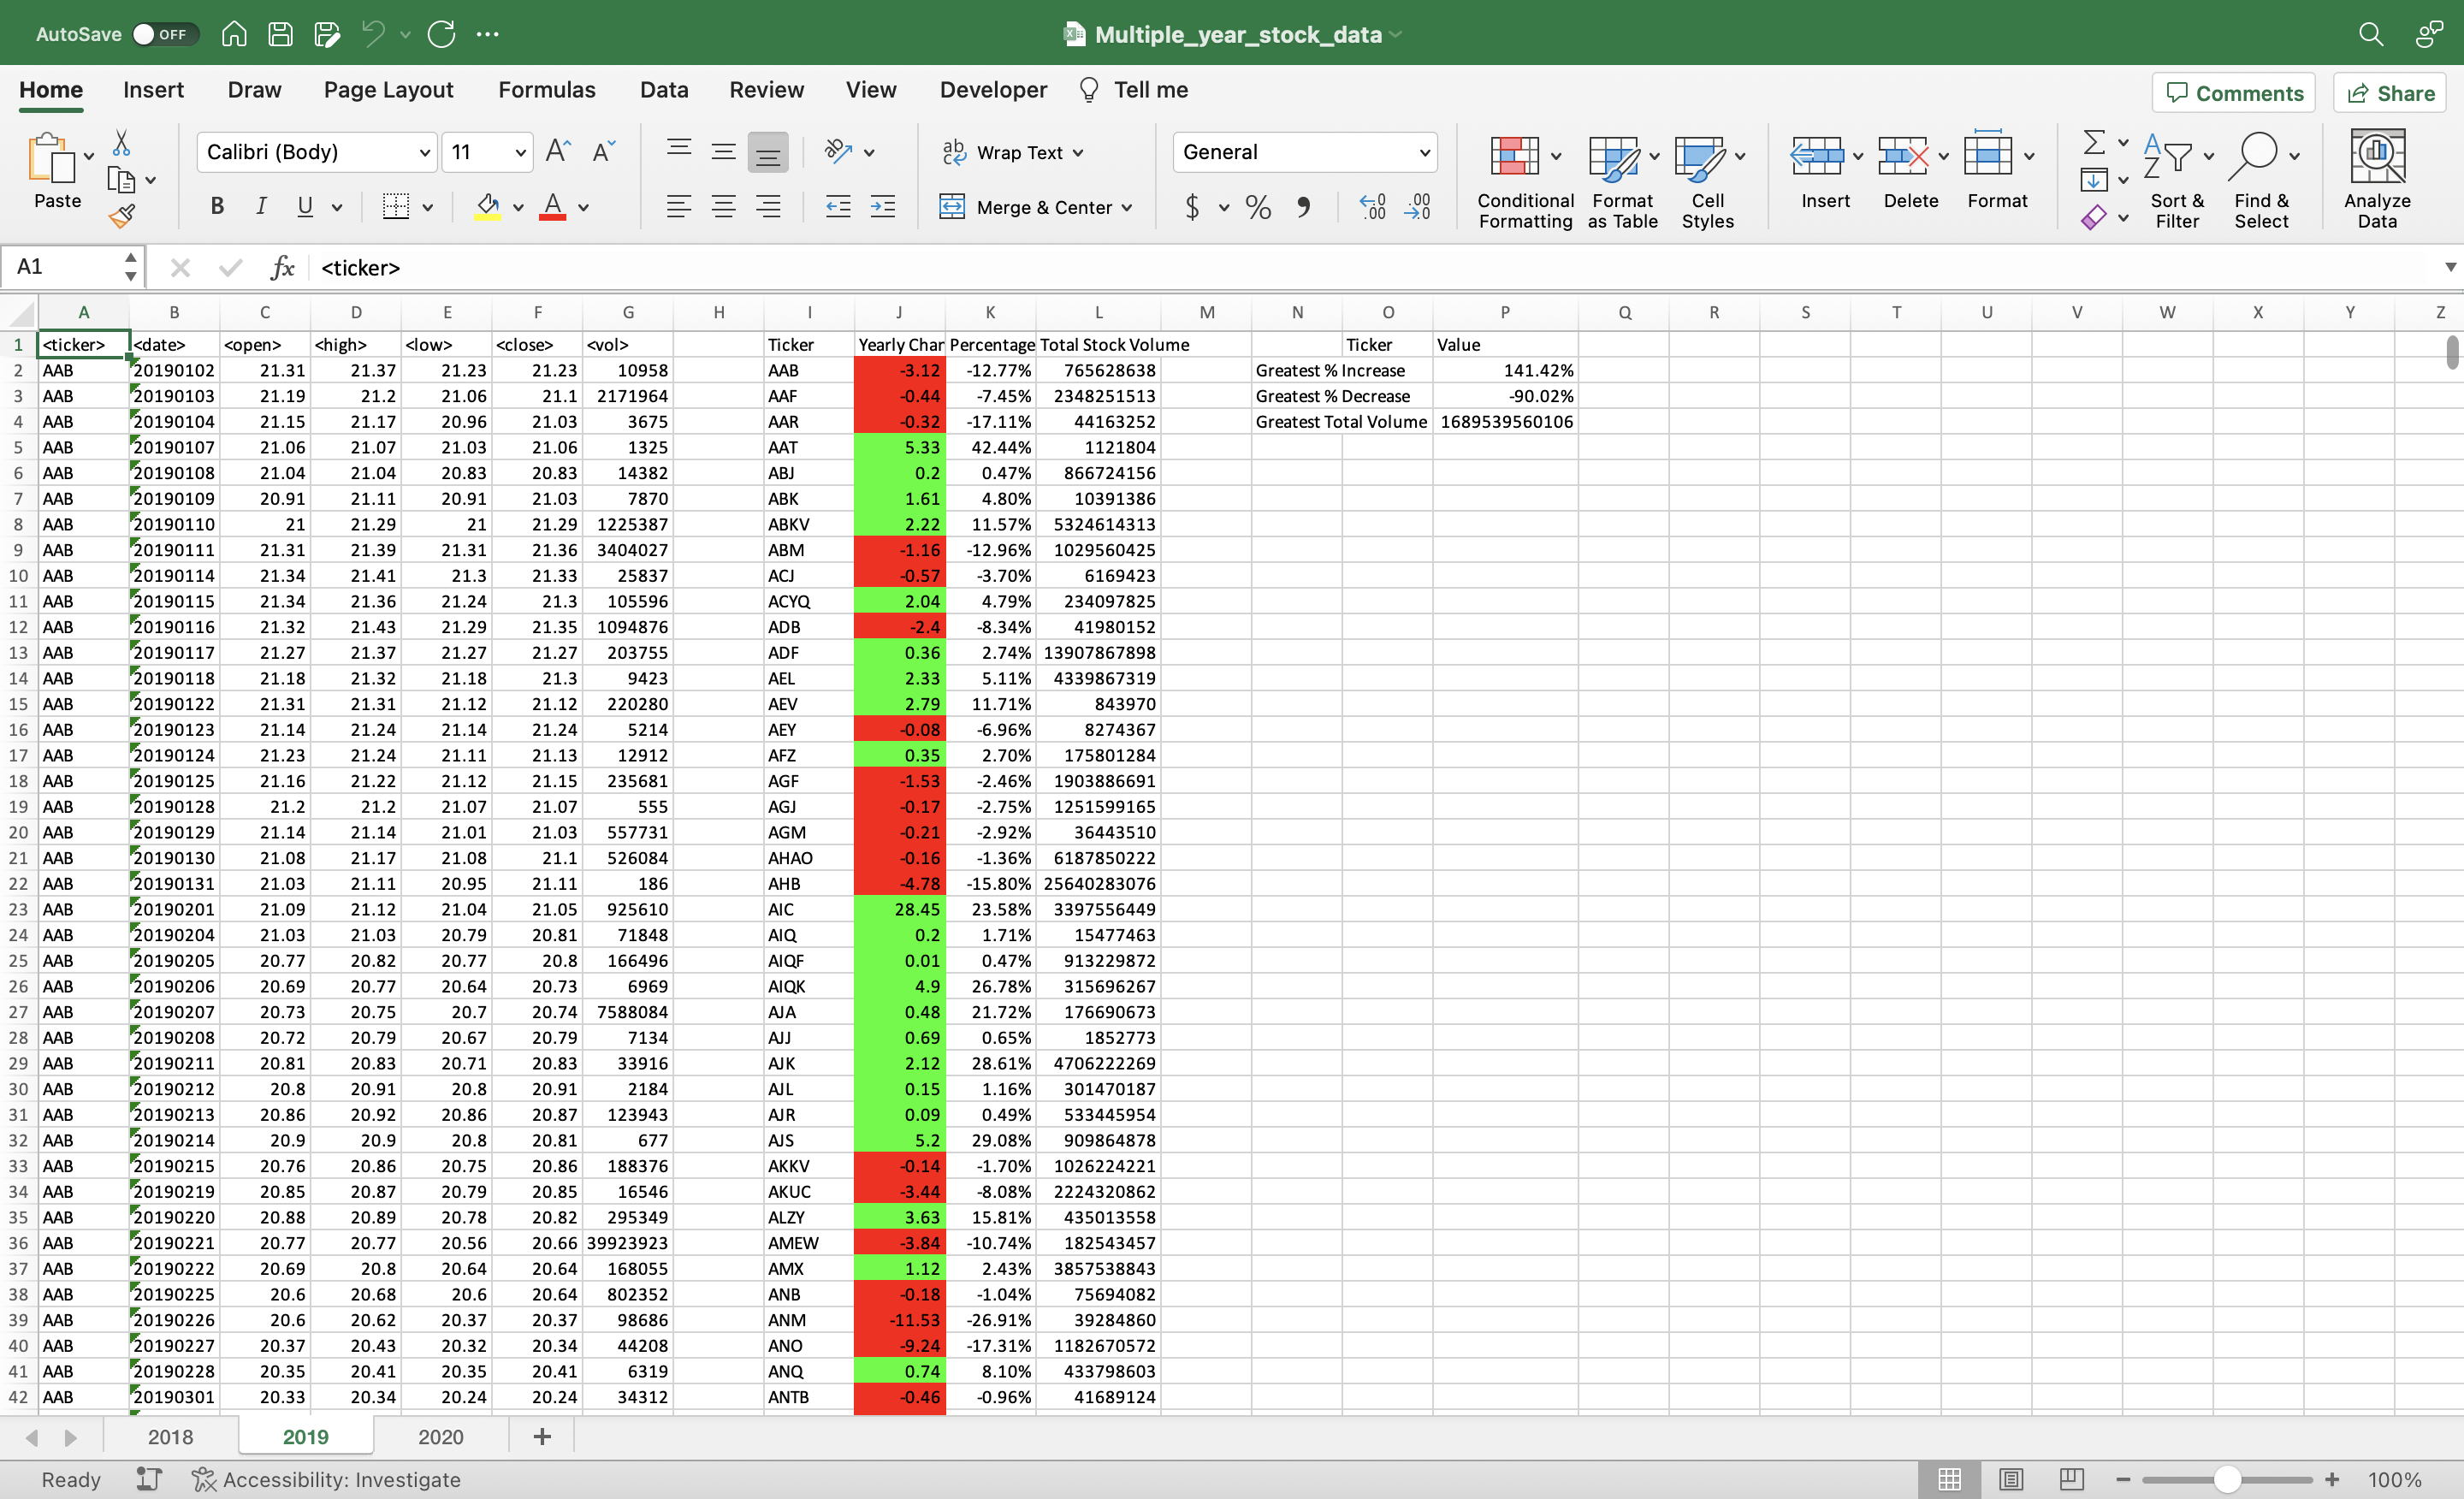 AutoSave OFF Multiple_year_stock_data
Home Insert Draw Page Layout Formulas Data Review View Developer Tell me Comments Share
Paste Calibri (Body) 11 A A ab Wrap Text General Conditional Formatting Format as Table Cell Styles Insert Delete Format Sort & Filter Find & Select Analyze Data
B I U A Merge & Center $ % 9 .00 .00
A1 fx <ticker>
A B C D E F G H I J K L M N O P Q R S T U V W X Y Z
1 <ticker> <date> <open> <high> <low> <close> <vol> Ticker Yearly Char Percentage Total Stock Volume Ticker Value
2 AAB 20190102 21.31 21.37 21.23 21.23 10958 AAB -3.12 -12.77% 765628638 Greatest % Increase 141.42%
3 AAB 20190103 21.19 21.2 21.06 21.1 2171964 AAF -0.44 -7.45% 2348251513 Greatest % Decrease -90.02%
4 AAB 20190104 21.15 21.17 20.96 21.03 3675 AAR -0.32 -17.11% 44163252 Greatest Total Volume 1689539560106
5 AAB 20190107 21.06 21.07 21.03 21.06 1325 AAT 5.33 42.44% 1121804
6 AAB 20190108 21.04 21.04 20.83 20.83 14382 ABJ 0.2 0.47% 866724156
7 AAB 20190109 20.91 21.11 20.91 21.03 7870 ABK 1.61 4.80% 10391386
8 AAB 20190110 21 21.29 21 21.29 1225387 ABKV 2.22 11.57% 5324614313
9 AAB 20190111 21.31 21.39 21.31 21.36 3404027 ABM -1.16 -12.96% 1029560425
10 AAB 20190114 21.34 21.41 21.3 21.33 25837 ACJ -0.57 -3.70% 6169423
11 AAB 20190115 21.34 21.36 21.24 21.3 105596 ACYQ 2.04 4.79% 234097825
12 AAB 20190116 21.32 21.43 21.29 21.35 1094876 ADB -2.4 -8.34% 41980152
13 AAB 20190117 21.27 21.37 21.27 21.27 203755 ADF 0.36 2.74% 13907867898
14 AAB 20190118 21.18 21.32 21.18 21.3 9423 AEL 2.33 5.11% 4339867319
15 AAB 20190122 21.31 21.31 21.12 21.12 220280 AEV 2.79 11.71% 843970
16 AAB 20190123 21.14 21.24 21.14 21.24 5214 AEY -0.08 -6.96% 8274367
17 AAB 20190124 21.23 21.24 21.11 21.13 12912 AFZ 0.35 2.70% 175801284
18 AAB 20190125 21.16 21.22 21.12 21.15 235681 AGF -1.53 -2.46% 1903886691
19 AAB 20190128 21.2 21.2 21.07 21.07 555 AGJ -0.17 -2.75% 1251599165
20 AAB 20190129 21.14 21.14 21.01 21.03 557731 AGM -0.21 -2.92% 36443510
21 AAB 20190130 21.08 21.17 21.08 21.1 526084 AHAO -0.16 -1.36% 6187850222
22 AAB 20190131 21.03 21.11 20.95 21.11 186 AHB -4.78 -15.80% 25640283076
23 AAB 20190201 21.09 21.12 21.04 21.05 925610 AIC 28.45 23.58% 3397556449
24 AAB 20190204 21.03 21.03 20.79 20.81 71848 AIQ 0.2 1.71% 15477463
25 AAB 20190205 20.77 20.82 20.77 20.8 166496 AIQF 0.01 0.47% 913229872
26 AAB 20190206 20.69 20.77 20.64 20.73 6969 AIQK 4.9 26.78% 315696267
27 AAB 20190207 20.73 20.75 20.7 20.74 7588084 AJA 0.48 21.72% 176690673
28 AAB 20190208 20.72 20.79 20.67 20.79 7134 AJJ 0.69 0.65% 1852773
29 AAB 20190211 20.81 20.83 20.71 20.83 33916 AJK 2.12 28.61% 4706222269
30 AAB 20190212 20.8 20.91 20.8 20.91 2184 AJL 0.15 1.16% 301470187
31 AAB 20190213 20.86 20.92 20.86 20.87 123943 AJR 0.09 0.49% 533445954
32 AAB 20190214 20.9 20.9 20.8 20.81 677 AJS 5.2 29.08% 909864878
33 AAB 20190215 20.76 20.86 20.75 20.86 188376 AKKV -0.14 -1.70% 1026224221
34 AAB 20190219 20.85 20.87 20.79 20.85 16546 AKUC -3.44 -8.08% 2224320862
35 AAB 20190220 20.88 20.89 20.78 20.82 295349 ALZY 3.63 15.81% 435013558
36 AAB 20190221 20.77 20.77 20.56 20.66 39923923 AMEW -3.84 -10.74% 182543457
37 AAB 20190222 20.69 20.8 20.64 20.64 168055 AMX 1.12 2.43% 3857538843
38 AAB 20190225 20.6 20.68 20.6 20.64 802352 ANB -0.18 -1.04% 75694082
39 AAB 20190226 20.6 20.62 20.37 20.37 98686 ANM -11.53 -26.91% 39284860
40 AAB 20190227 20.37 20.43 20.32 20.34 44208 ANO -9.24 -17.31% 1182670572
41 AAB 20190228 20.35 20.41 20.35 20.41 6319 ANQ 0.74 8.10% 433798603
42 AAB 20190301 20.33 20.34 20.24 20.24 34312 ANTB -0.46 -0.96% 41689124
2018 2019 2020 +
Ready Accessibility: Investigate 100%